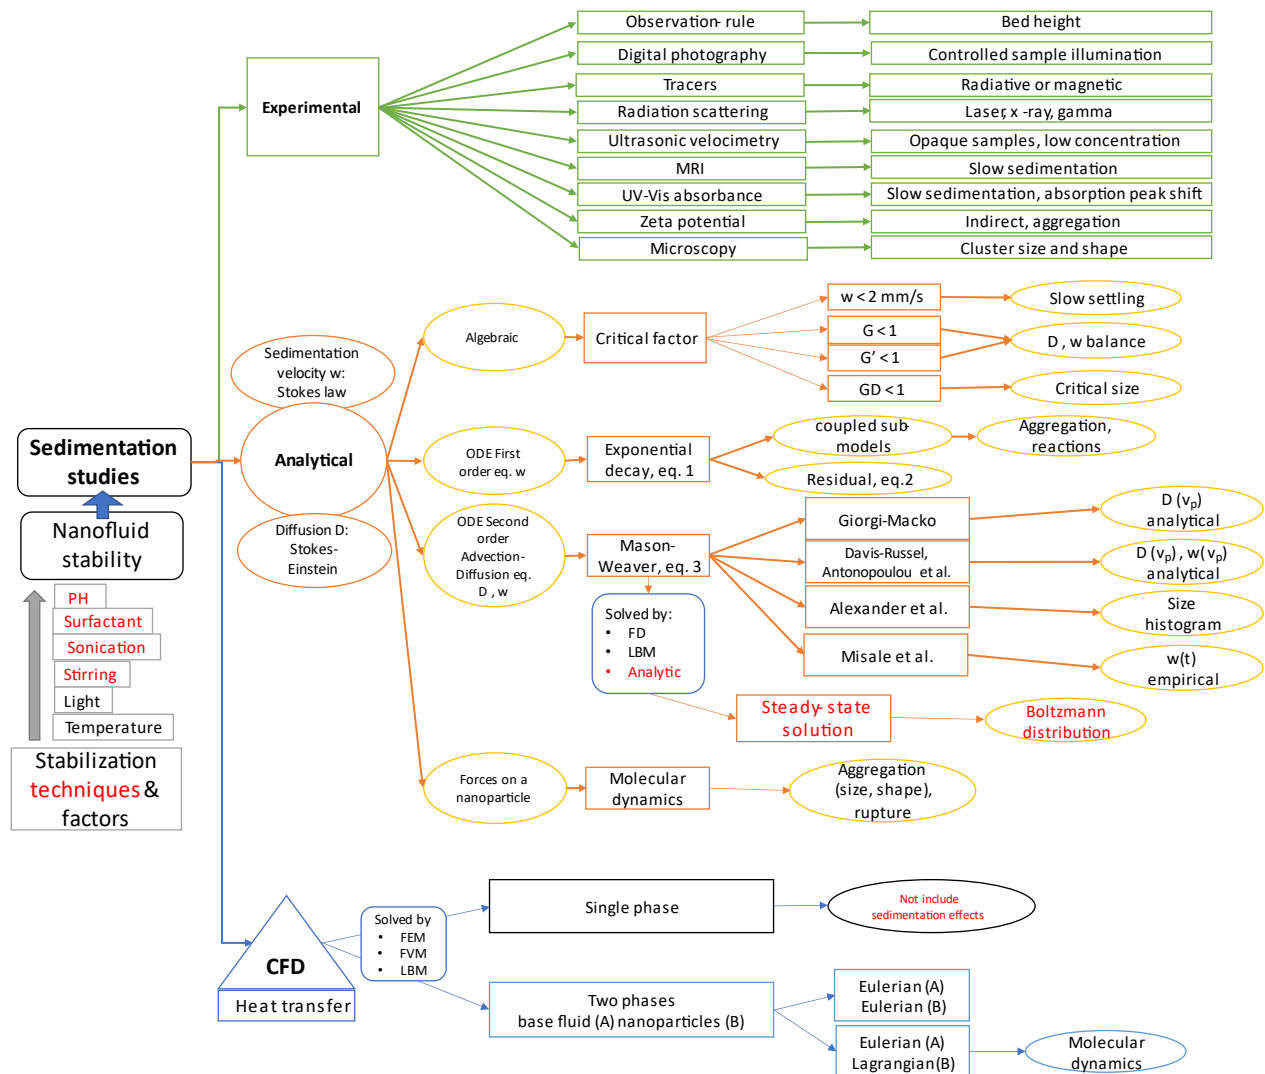 Observation- rule
Bed height
Digital photography
Controlled sample illumination
Tracers
Radiative or magnetic
Radiation scattering
Laser, x -ray, gamma
Ultrasonic velocimetry
Opaque samples, low concentration
MRI
Slow sedimentation
UV-Vis absorbance
Slow sedimentation, absorption peak shift
Zeta potential
Indirect, aggregation
Microscopy
Cluster size and shape
Experimental
Sedimentation
velocity w:
Stokes law
Analytical
Diffusion D:
Stokes-
Einstein
Algebraic
Critical factor
w < 2 mm/s
Slow settling
G < 1
G' < 1
D , w balance
GD < 1
Critical size
ODE First
order eq. w
Exponential
decay, eq. 1
coupled sub-
models
Aggregation,
reactions
Residual, eq.2
ODE Second
order
Advection-
Diffusion eq.
D , w
Mason-
Weaver, eq. 3
Giorgi-Macko
D (vp)
analytical
Davis-Russel,
Antonopoulou et al.
D (vp) , w(vp)
analytical
Alexander et al.
Size
histogram
Misale et al.
w(t)
empirical
Solved by:
• FD
• LBM
• Analytic
Steady- state
solution
Boltzmann
distribution
Forces on a
nanoparticle
Molecular
dynamics
Aggregation
(size, shape),
rupture
Sedimentation
studies
Nanofluid
stability
PH
Surfactant
Sonication
Stirring
Light
Temperature
Stabilization
techniques &
factors
CFD
Heat transfer
Solved by
• FEM
• FVM
• LBM
Single phase
Not include
sedimentation effects
Two phases
base fluid (A) nanoparticles (B)
Eulerian (A)
Eulerian (B)
Eulerian (A)
Lagrangian (B)
Molecular
dynamics